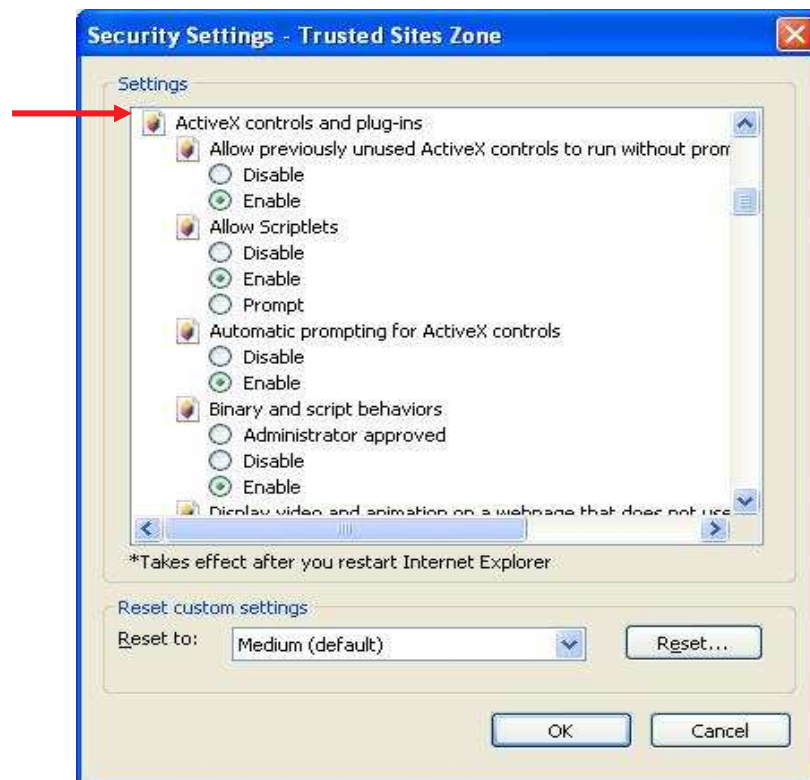 Security Settings - Trusted Sites Zone
Settings
ActiveX controls and plug-ins
Allow previously unused ActiveX controls to run without pron
Disable
Enable
Allow Scriptlets
Disable
Enable
Prompt
Automatic prompting for ActiveX controls
Disable
Enable
Binary and script behaviors
Administrator approved
Disable
Enable
Display video and animation on a webpage that does not use
*Takes effect after you restart Internet Explorer
Reset custom settings
Reset to: Medium (default) Reset...
OK Cancel